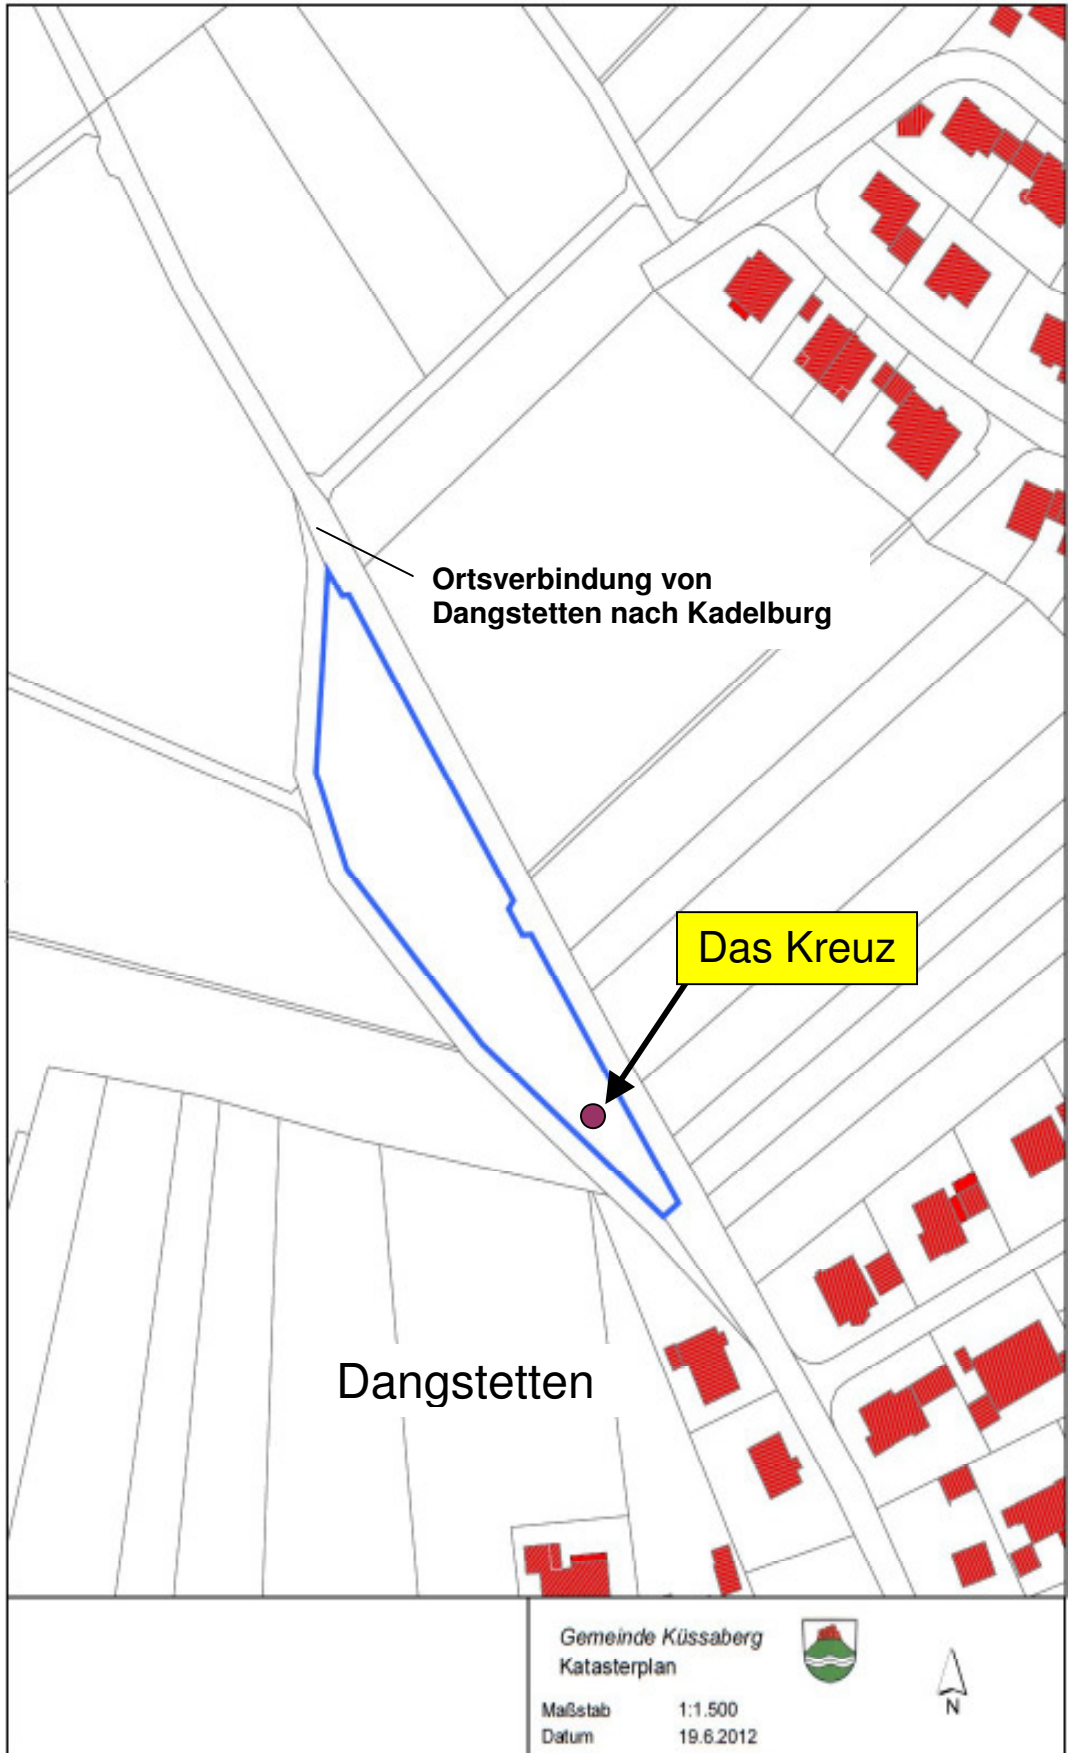 Ortsverbindung von
Dangstetten nach Kadelburg
Das Kreuz
Dangstetten
Gemeinde Küssaberg
Katasterplan
Maßstab 1:1.500
Datum 19.6.2012
N